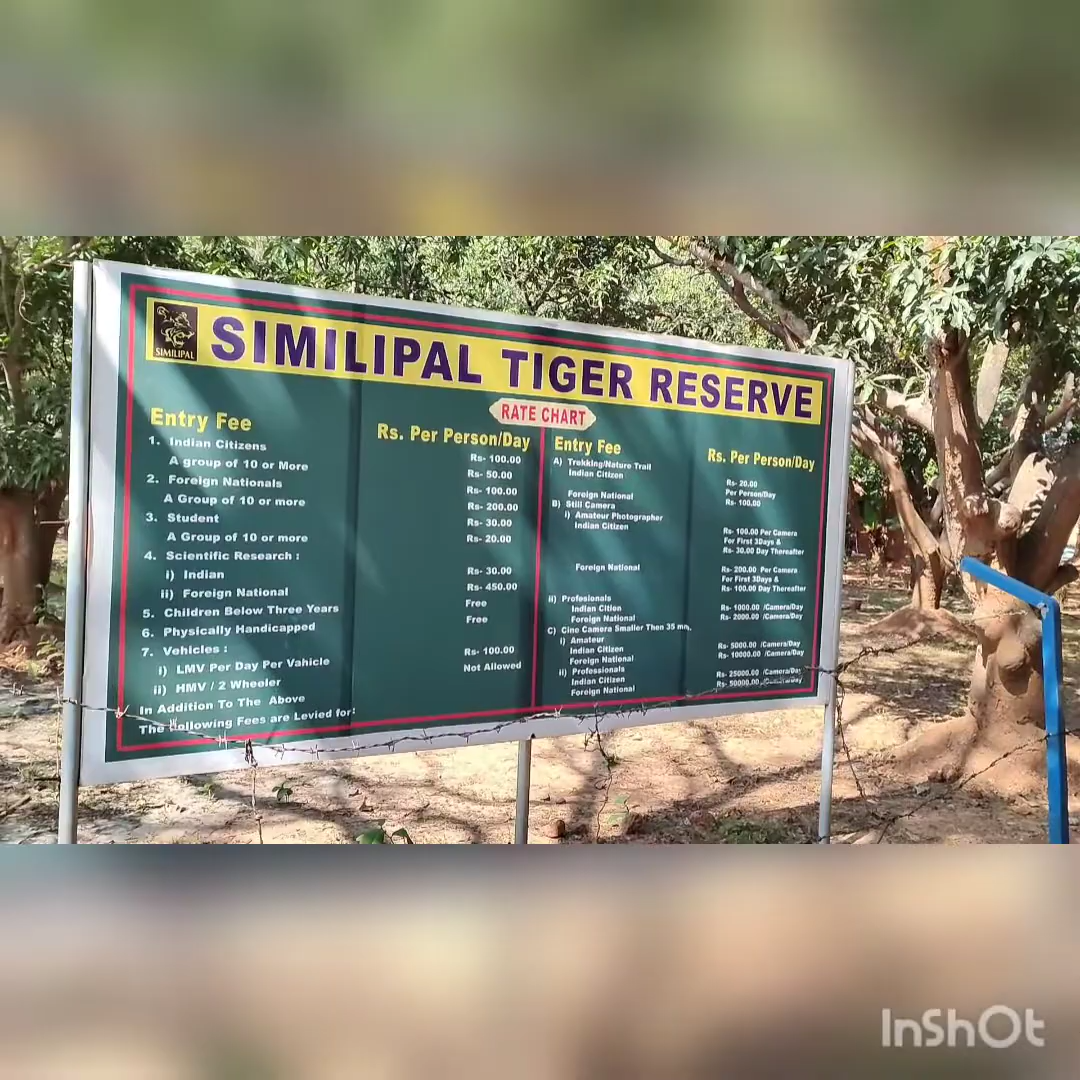 SIMILIPAL
SIMILIPAL TIGER RESERVE
RATE CHART
Entry Fee
Rs. Per Person/Day
1. Indian Citizens
Rs- 100.00
A group of 10 or More
Rs- 50.00
2. Foreign Nationals
Rs- 100.00
A Group of 10 or more
Rs- 200.00
3. Student
Rs- 30.00
A Group of 10 or more
Rs- 20.00
4. Scientific Research :
i) Indian
Rs- 30.00
ii) Foreign National
Rs- 450.00
5. Children Below Three Years
Free
6. Physically Handicapped
Free
7. Vehicles :
i) LMV Per Day Per Vahicle
Rs- 100.00
ii) HMV / 2 Wheeler
Not Allowed
In Addition To The Above
The Following Fees are Levied for:
Entry Fee
Rs. Per Person/Day
A) Trekking/Nature Trail
Indian Citizen
Rs- 20.00
Per Person/Day
Foreign National
Rs- 100.00
B) Still Camera
i) Amateur Photographer
Indian Citizen
Rs- 100.00 Per Camera
For First 3Days &
Rs- 30.00 Day Thereafter
Foreign National
Rs- 200.00 Per Camera
For First 3Days &
Rs- 100.00 Day Thereafter
ii) Profesionals
Indian Citien
Rs- 1000.00 /Camera/Day
Foreign National
Rs- 2000.00 /Camera/Day
C) Cine Camera Smaller Then 35 mm.
i) Amateur
Indian Citizen
Rs- 5000.00 /Camera/Day
Foreign National
Rs- 10000.00 /Camera/Day
ii) Professionals
Indian Citizen
Rs- 25000.00 /Camera/Day
Foreign National
Rs- 50000.00 /Camera/Day
InShOt